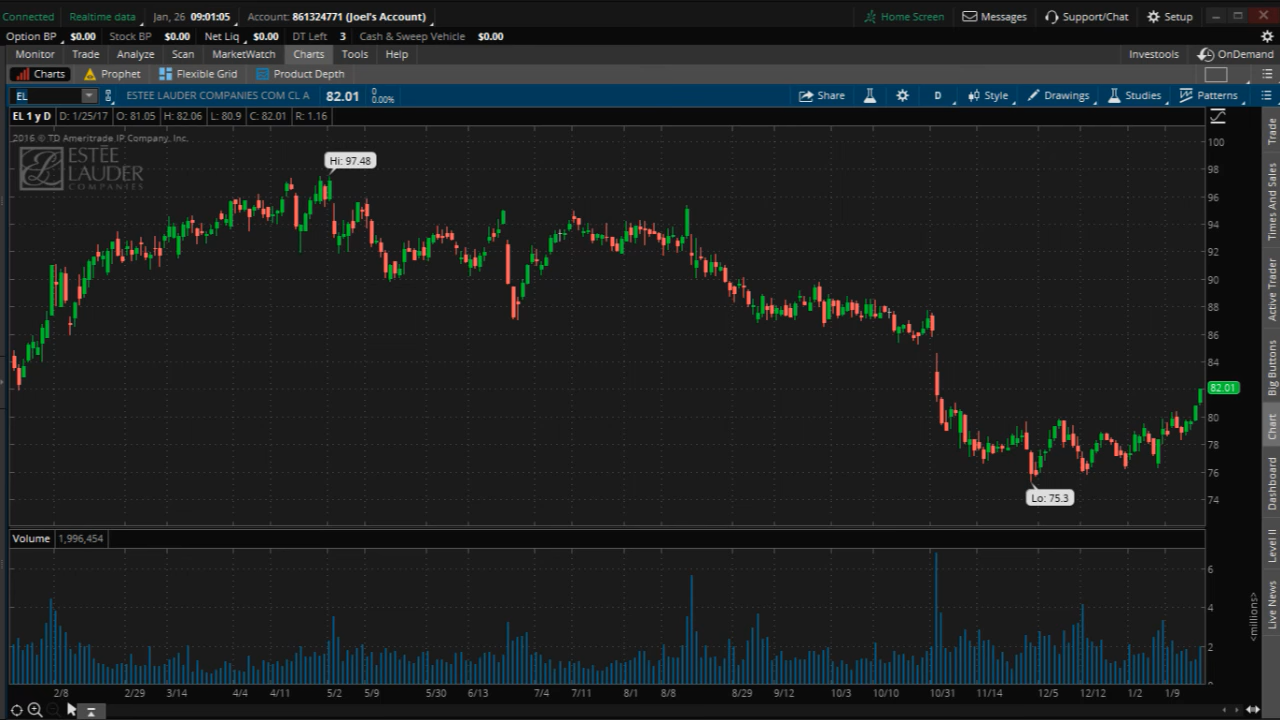 Connected Realtime data Jan, 26 09:01:05 Account: 861324771 (Joel's Account) Home Screen Messages Support/Chat Setup
Option BP $0.00 Stock BP $0.00 Net Liq $0.00 DT Left 3 Cash & Sweep Vehicle $0.00
Monitor Trade Analyze Scan MarketWatch Charts Tools Help Investools OnDemand
Charts Prophet Flexible Grid Product Depth
EL ESTEE LAUDER COMPANIES COM CL A 82.01 0 0.00% Share D Style Drawings Studies Patterns
EL 1 y D D: 1/25/17 O: 81.05 H: 82.06 L: 80.9 C: 82.01 R: 1.16
2016 © TD Ameritrade IP Company, Inc.
ESTĒE
LAUDER
COMPANIES
Hi: 97.48
100
98
96
94
92
90
88
86
84
82.01
80
78
76
74
Lo: 75.3
Trade
Times And Sales
Active Trader
Big Buttons
Chart
Dashboard
Level II
Live News
Volume 1,996,454
6
4
2
0
<millions>
2/8 2/29 3/14 4/4 4/11 5/2 5/9 5/30 6/13 7/4 7/11 8/1 8/8 8/29 9/12 10/3 10/10 10/31 11/14 12/5 12/12 1/2 1/9